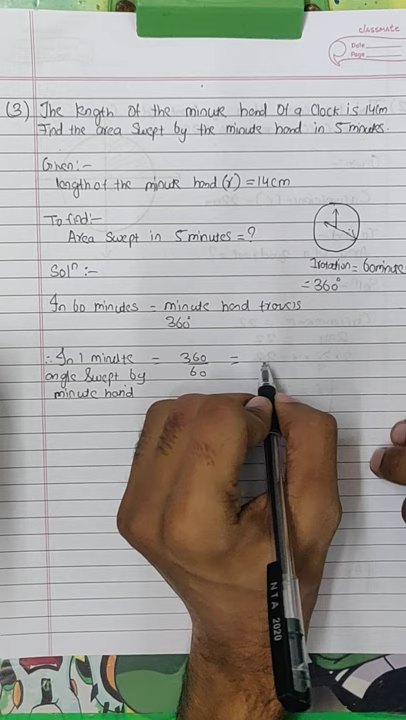 classmate
Date
Page
(3) The length of the minute hand of a clock is 14cm
Find the area swept by the minute hand in 5 minutes.
Given:-
length of the minute hand (r) = 14cm
To find:-
Area swept in 5 minutes = ?
Solⁿ :-
1 rotation = 60 minute
= 360°
In 60 minutes = minute hand travels
360°
∴ In 1 minute = 360/60 =
angle swept by
minute hand
NTA 2020